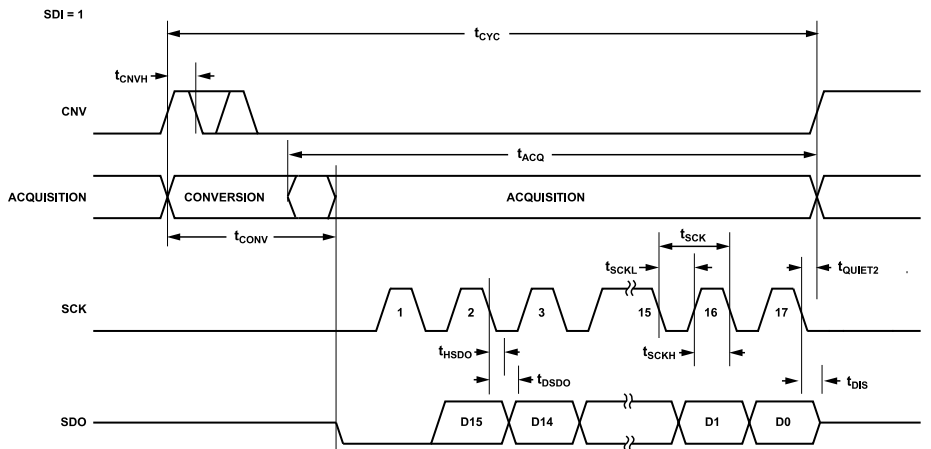 SDI = 1
tCYC
tCNVH
CNV
tACQ
ACQUISITION
CONVERSION
ACQUISITION
tCONV
tSCK
tSCKL
tQUIET2
SCK
1
2
3
15
16
17
tHSDO
tSCKH
tDSDO
tDIS
SDO
D15
D14
D1
D0